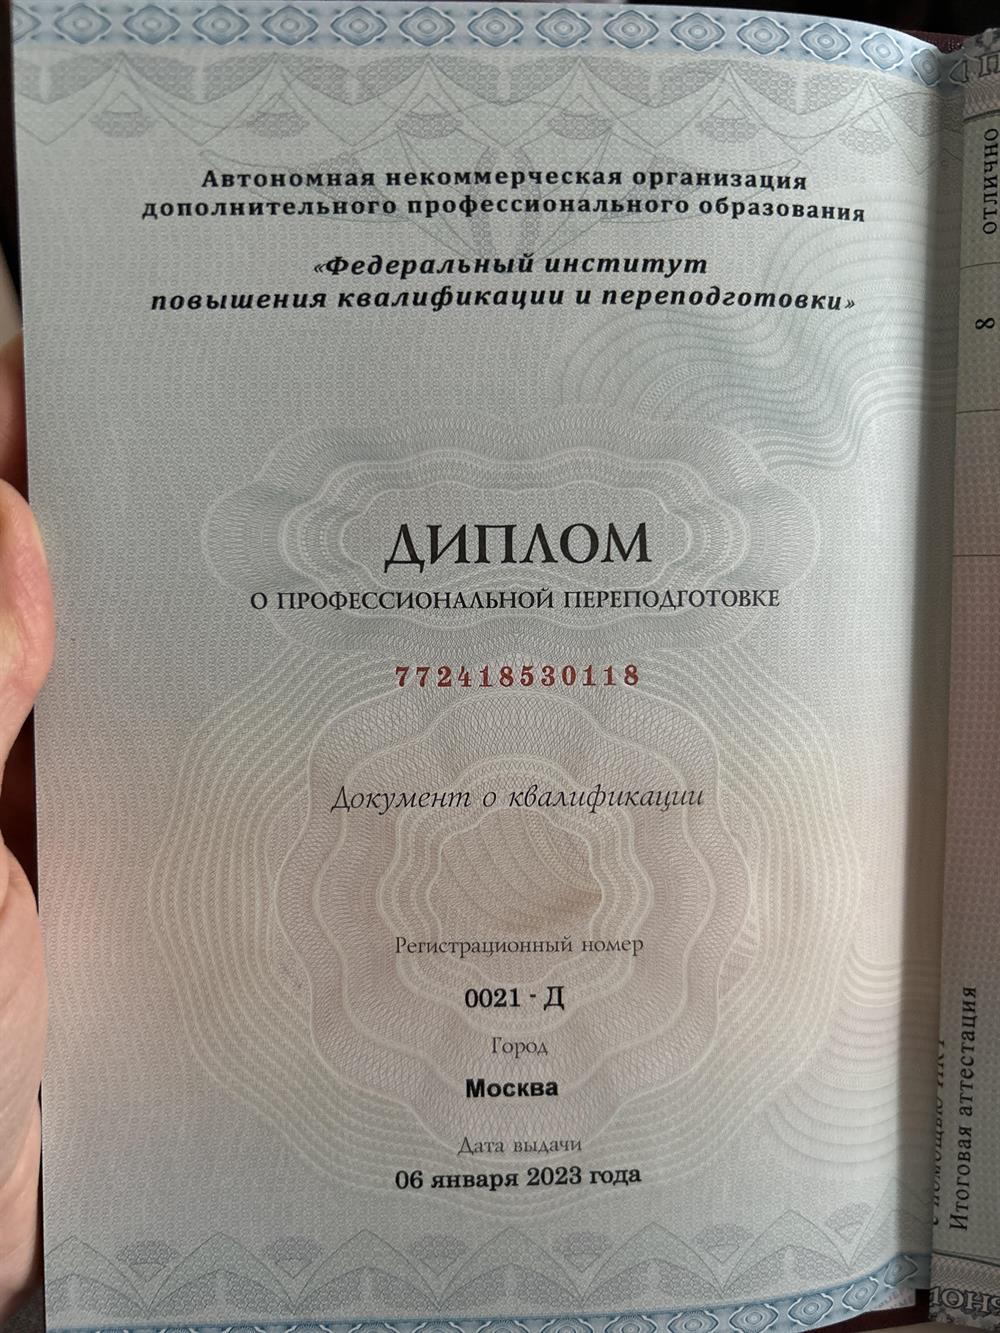 Автономная некоммерческая организация
дополнительного профессионального образования
«Федеральный институт
повышения квалификации и переподготовки»
ДИПЛОМ
О ПРОФЕССИОНАЛЬНОЙ ПЕРЕПОДГОТОВКЕ
772418530118
Документ о квалификации
Регистрационный номер
0021 - Д
Город
Москва
Дата выдачи
06 января 2023 года
Итоговая аттестация
8
отлично